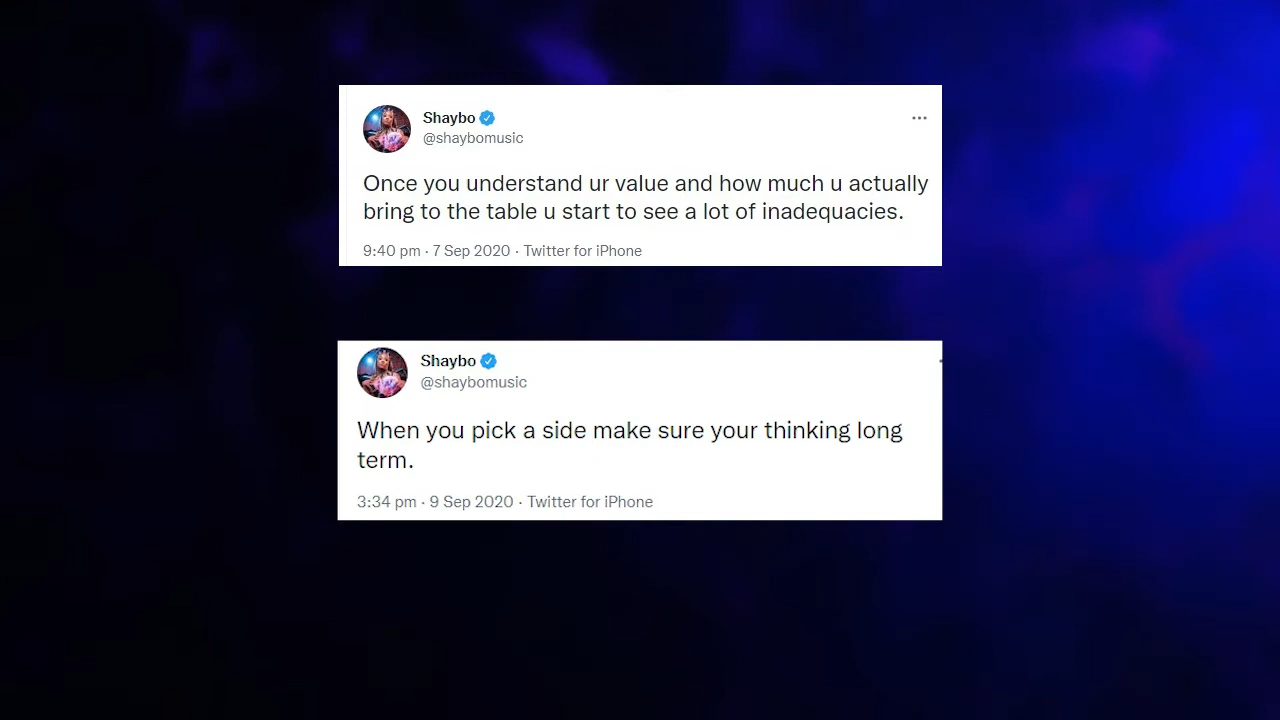 Shaybo
@shaybomusic
Once you understand ur value and how much u actually
bring to the table u start to see a lot of inadequacies.
9:40 pm · 7 Sep 2020 · Twitter for iPhone
Shaybo
@shaybomusic
When you pick a side make sure your thinking long
term.
3:34 pm · 9 Sep 2020 · Twitter for iPhone